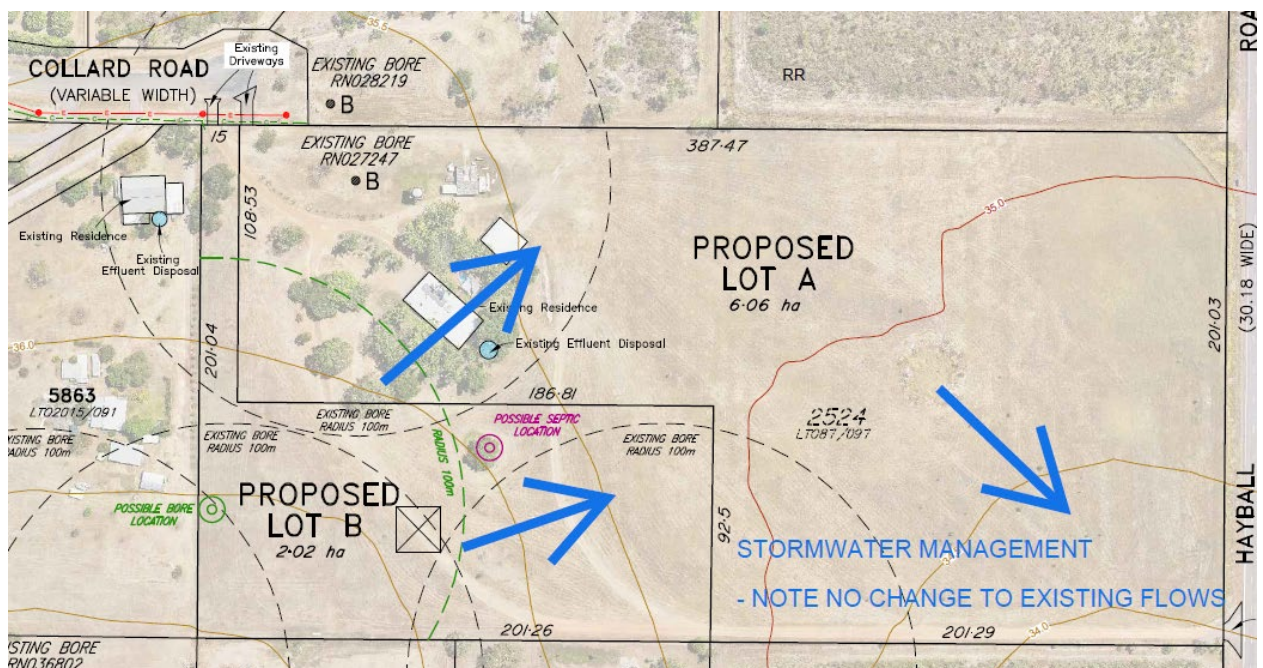 35.5
COLLARD ROAD
(VARIABLE WIDTH)
Existing
Driveways
EXISTING BORE
RN028219
B
RR
ROA
E E E E
15
EXISTING BORE
RN027247
B
387·47
108·53
Existing Residence
Existing
Effluent Disposal
PROPOSED
LOT A
6·06 ha
35.0
(30.18 WIDE)
201·03
Existing Residence
Existing Effluent Disposal
36.0
201·04
5863
LTO2015/091
186·81
EXISTING BORE
RADIUS 100m
POSSIBLE SEPTIC
LOCATION
2524
LTO87/097
EXISTING BORE
RADIUS 100m
EXISTING BORE
RADIUS 100m
RADIUS 100m
EXISTING BORE
RADIUS 100m
POSSIBLE BORE
LOCATION
PROPOSED
LOT B
2·02 ha
92·5
STORMWATER MANAGEMENT
- NOTE NO CHANGE TO EXISTING FLOWS
HAYBALL
201·26
201·29
34.0
EXISTING BORE
RN036802